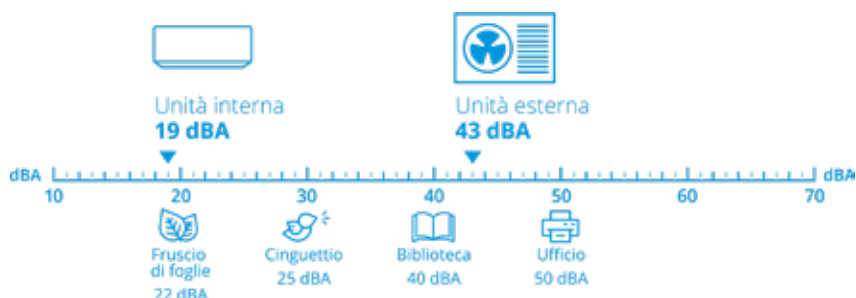 Unità interna
19 dBA
Unità esterna
43 dBA
dBA
dBA
10 20 30 40 50 60 70
Fruscio
di foglie
22 dBA
Cinguettio
25 dBA
Biblioteca
40 dBA
Ufficio
50 dBA